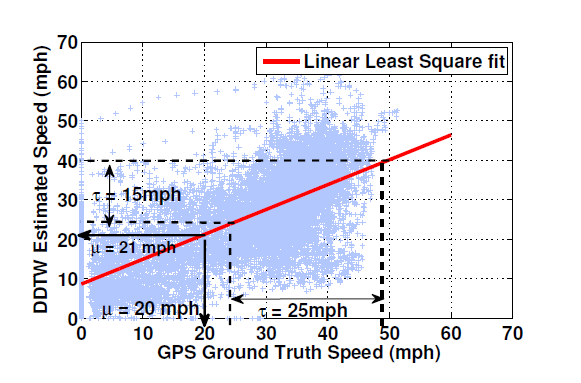 70
60
50
40
30
20
10
0
DDTW Estimated Speed (mph)
Linear Least Square fit
τ = 15mph
μ = 21 mph
μ = 20 mph
τ = 25mph
0 10 20 30 40 50 60 70
GPS Ground Truth Speed (mph)